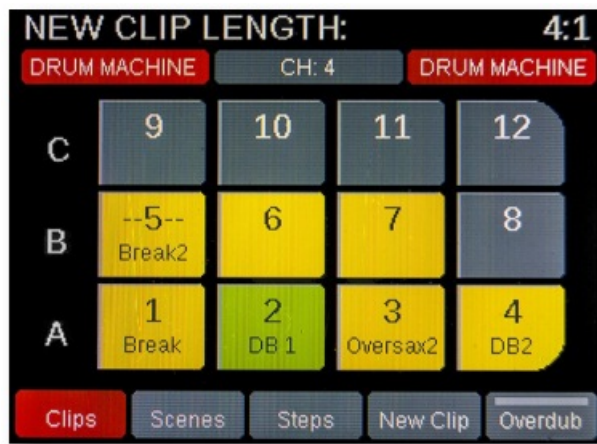 NEW CLIP LENGTH: 4:1
DRUM MACHINE CH: 4 DRUM MACHINE
C 9 10 11 12
B --5-- 6 7 8
Break2
A 1 2 3 4
Break DB 1 Oversax2 DB2
Clips Scenes Steps New Clip Overdub